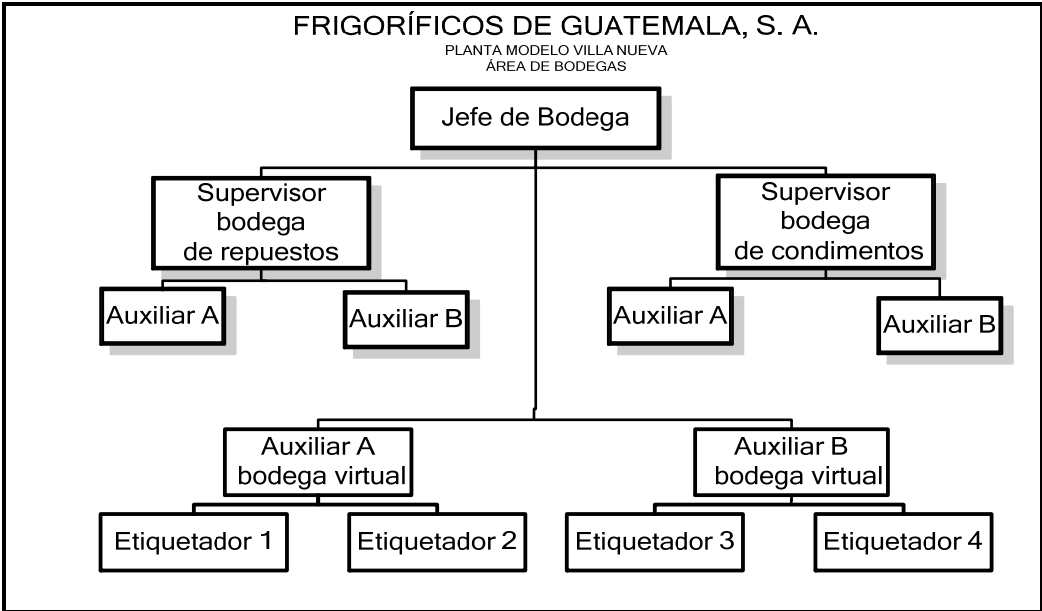 FRIGORÍFICOS DE GUATEMALA, S. A.
PLANTA MODELO VILLA NUEVA
ÁREA DE BODEGAS
Jefe de Bodega
Supervisor
bodega
de repuestos
Supervisor
bodega
de condimentos
Auxiliar A
Auxiliar B
Auxiliar A
Auxiliar B
Auxiliar A
bodega virtual
Auxiliar B
bodega virtual
Etiquetador 1
Etiquetador 2
Etiquetador 3
Etiquetador 4